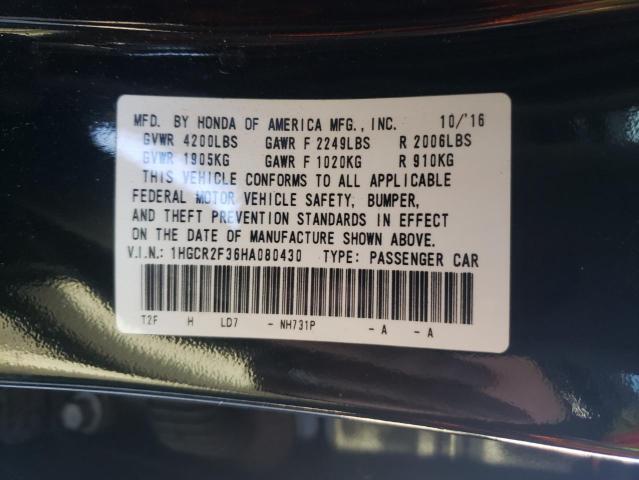 MFD. BY HONDA OF AMERICA MFG., INC. 10/'16
GVWR 4200LBS GAWR F 2249LBS R 2006LBS
GVWR 1905KG GAWR F 1020KG R 910KG
THIS VEHICLE CONFORMS TO ALL APPLICABLE
FEDERAL MOTOR VEHICLE SAFETY, BUMPER,
AND THEFT PREVENTION STANDARDS IN EFFECT
ON THE DATE OF MANUFACTURE SHOWN ABOVE.
V.I.N.: 1HGCR2F36HA080430 TYPE: PASSENGER CAR
T2F H LD7 - NH731P - A - A